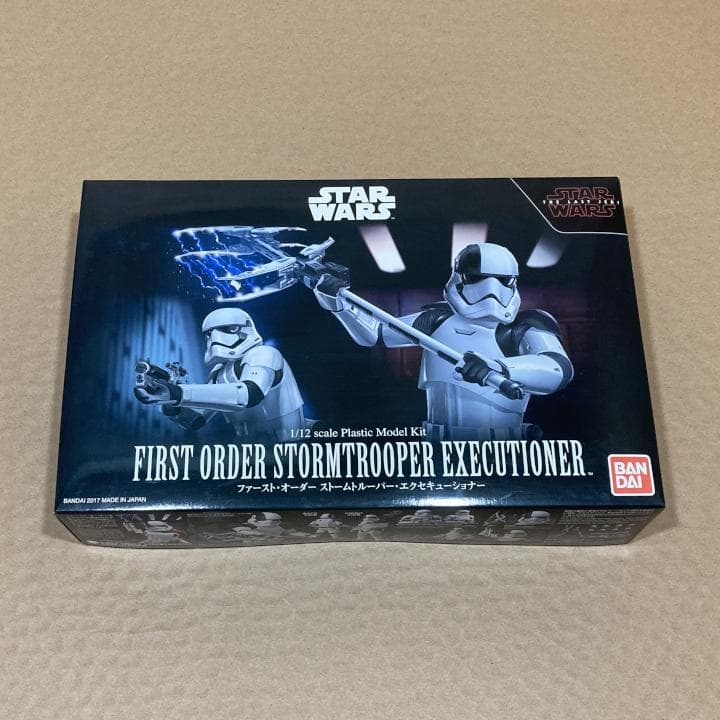 STAR
WARS™
STAR
THE LAST JEDI
WARS
1/12 scale Plastic Model Kit
FIRST ORDER STORMTROOPER EXECUTIONER™
ファースト・オーダー ストームトルーパー・エクセキューショナー
BAN
DAI
BANDAI 2017 MADE IN JAPAN